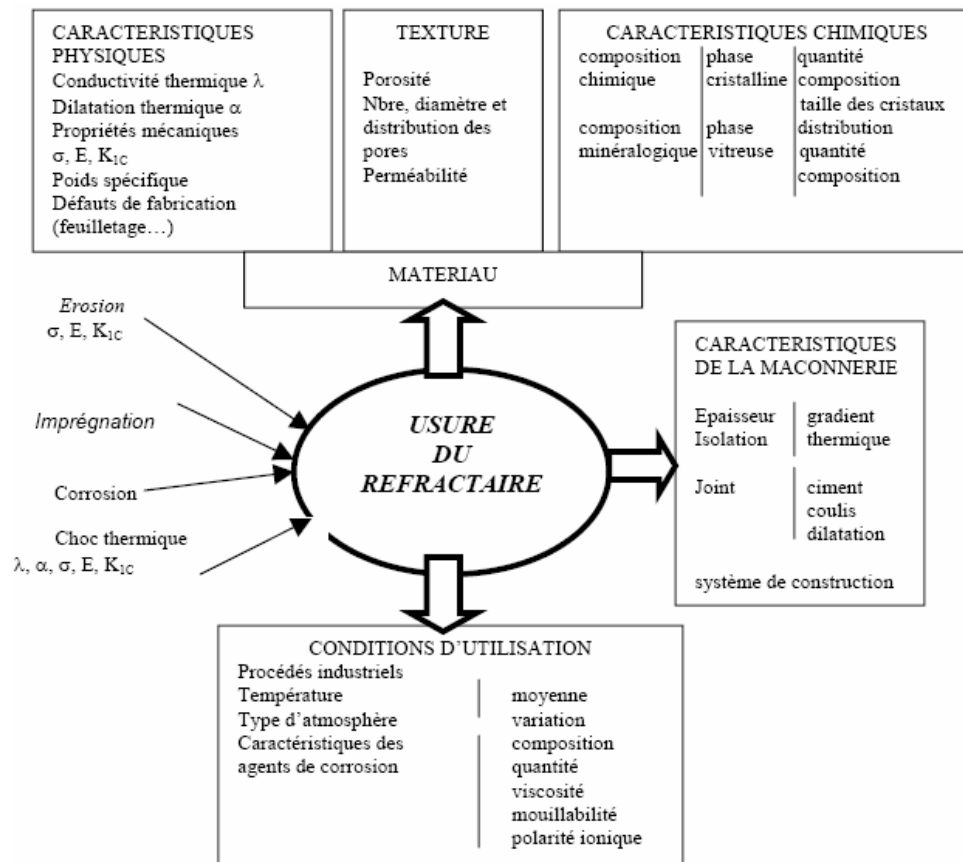 CARACTERISTIQUES
PHYSIQUES
Conductivité thermique λ
Dilatation thermique α
Propriétés mécaniques
σ, E, K1C
Poids spécifique
Défauts de fabrication
(feuilletage…)
TEXTURE
Porosité
Nbre, diamètre et
distribution des
pores
Perméabilité
CARACTERISTIQUES CHIMIQUES
composition phase quantité
chimique cristalline composition
taille des cristaux
composition phase distribution
minéralogique vitreuse quantité
composition
MATERIAU
Erosion
σ, E, K1C
Imprégnation
Corrosion
Choc thermique
λ, α, σ, E, K1C
USURE
DU
REFRACTAIRE
CARACTERISTIQUES
DE LA MACONNERIE
Epaisseur gradient
Isolation thermique
Joint ciment
coulis
dilatation
système de construction
CONDITIONS D'UTILISATION
Procédés industriels
Température moyenne
Type d'atmosphère variation
Caractéristiques des composition
agents de corrosion quantité
viscosité
mouillabilité
polarité ionique